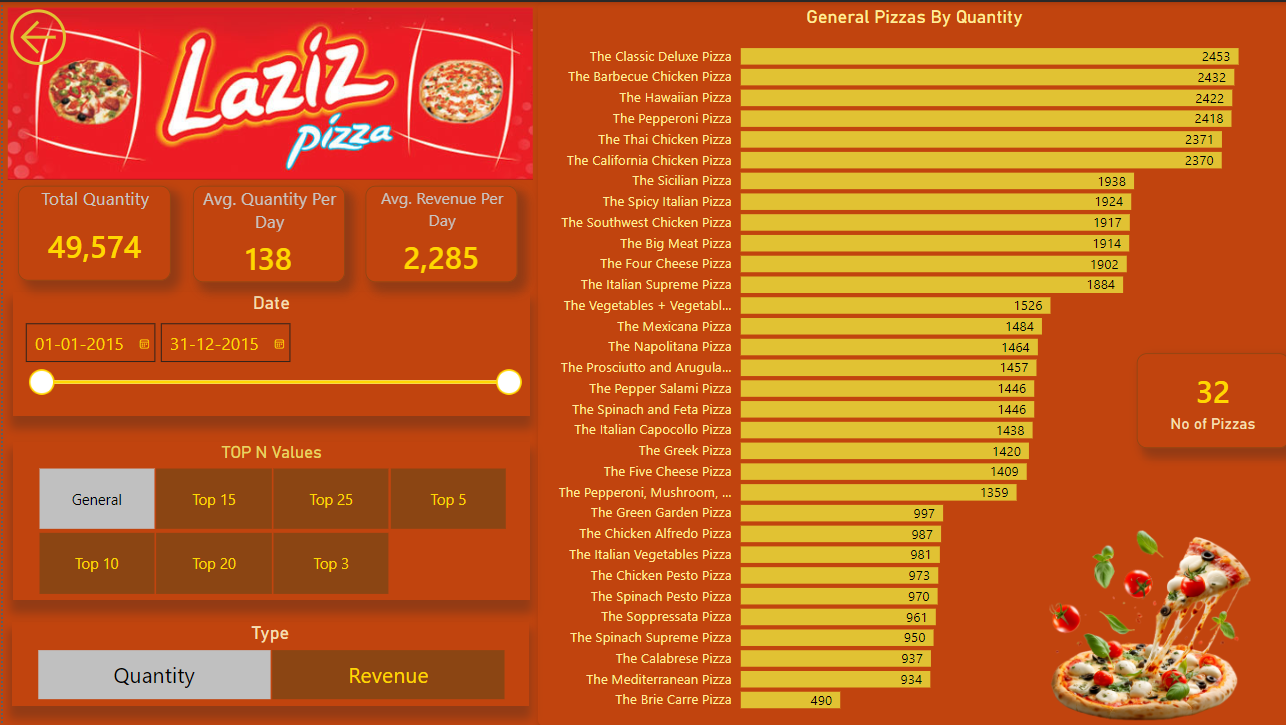 Laziz
pizza
Total Quantity
49,574
Avg. Quantity Per
Day
138
Avg. Revenue Per
Day
2,285
Date
01-01-2015
31-12-2015
TOP N Values
General
Top 15
Top 25
Top 5
Top 10
Top 20
Top 3
Type
Quantity
Revenue
General Pizzas By Quantity
The Classic Deluxe Pizza 2453
The Barbecue Chicken Pizza 2432
The Hawaiian Pizza 2422
The Pepperoni Pizza 2418
The Thai Chicken Pizza 2371
The California Chicken Pizza 2370
The Sicilian Pizza 1938
The Spicy Italian Pizza 1924
The Southwest Chicken Pizza 1917
The Big Meat Pizza 1914
The Four Cheese Pizza 1902
The Italian Supreme Pizza 1884
The Vegetables + Vegetabl... 1526
The Mexicana Pizza 1484
The Napolitana Pizza 1464
The Prosciutto and Arugula... 1457
The Pepper Salami Pizza 1446
The Spinach and Feta Pizza 1446
The Italian Capocollo Pizza 1438
The Greek Pizza 1420
The Five Cheese Pizza 1409
The Pepperoni, Mushroom, ... 1359
The Green Garden Pizza 997
The Chicken Alfredo Pizza 987
The Italian Vegetables Pizza 981
The Chicken Pesto Pizza 973
The Spinach Pesto Pizza 970
The Soppressata Pizza 961
The Spinach Supreme Pizza 950
The Calabrese Pizza 937
The Mediterranean Pizza 934
The Brie Carre Pizza 490
32
No of Pizzas